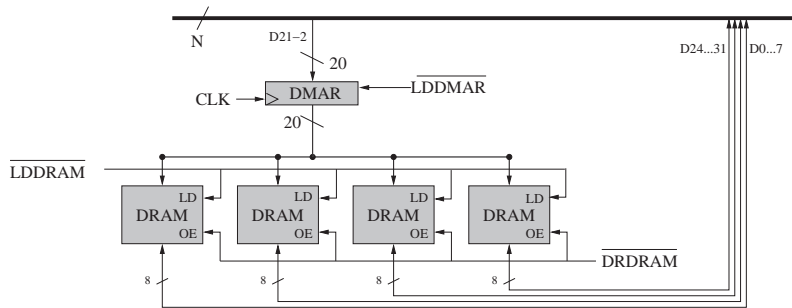 N
D21−2
D24...31
D0...7
20
CLK
DMAR
LDDMAR
20
LDDRAM
LD
LD
LD
LD
DRAM
DRAM
DRAM
DRAM
OE
OE
OE
OE
DRDRAM
8
8
8
8